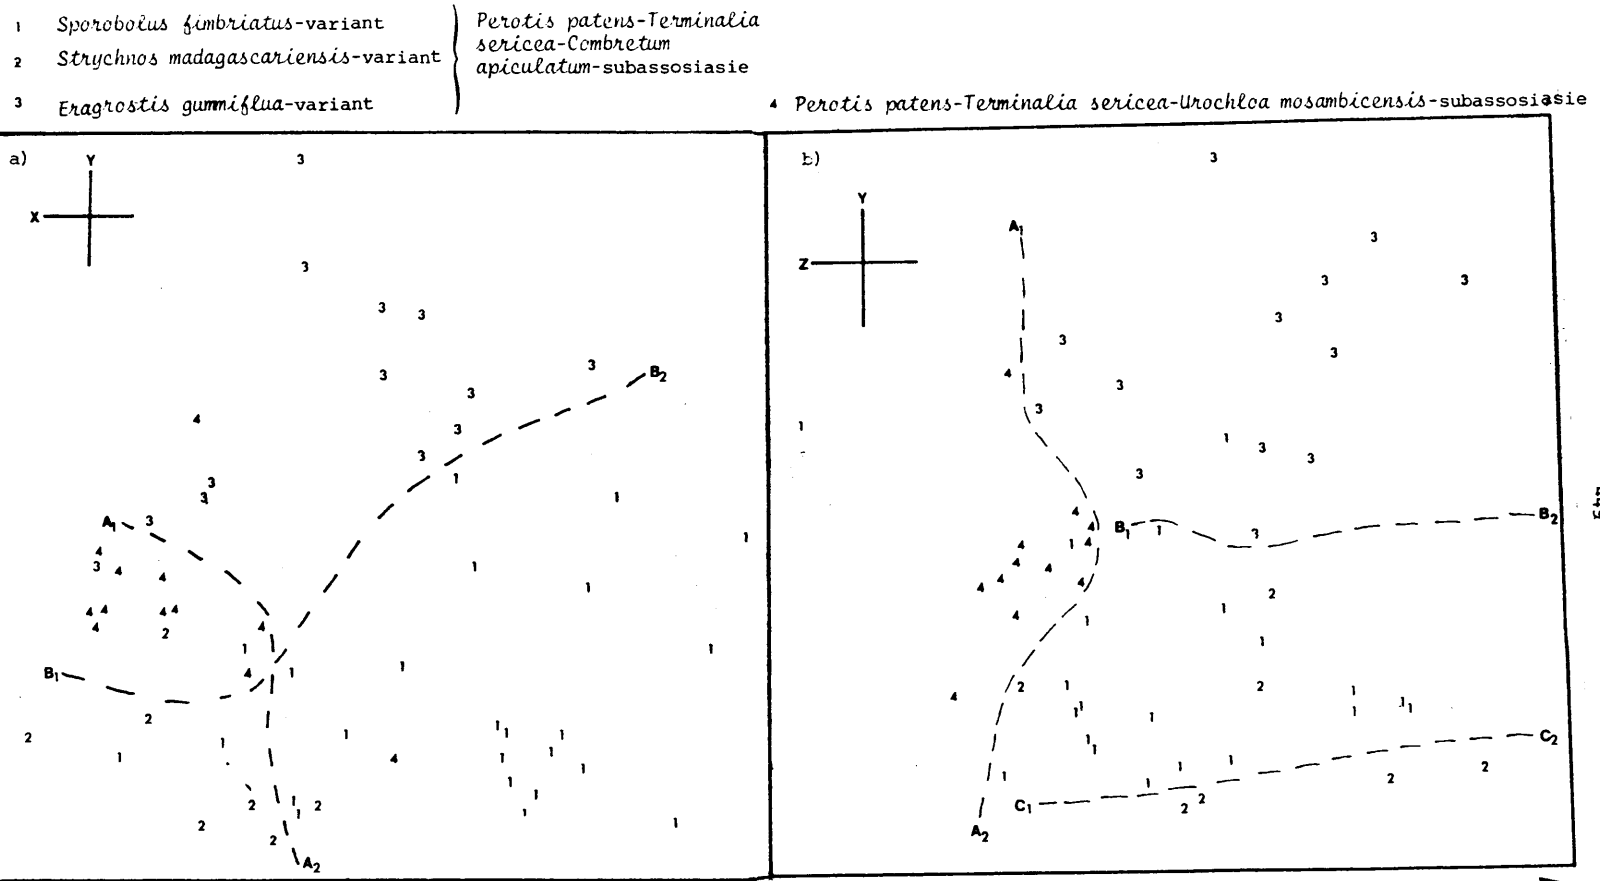 1 Sporobolus fimbriatus-variant
2 Strychnos madagascariensis-variant
3 Eragrostis gummiflua-variant
Perotis patens-Terminalia
sericea-Combretum
apiculatum-subassosiasie
4 Perotis patens-Terminalia sericea-Urochloa mosambicensis-subassosiasie
a)
Y
X
A1
A2
B1
B2
b)
Y
Z
A1
A2
B1
B2
C1
C2